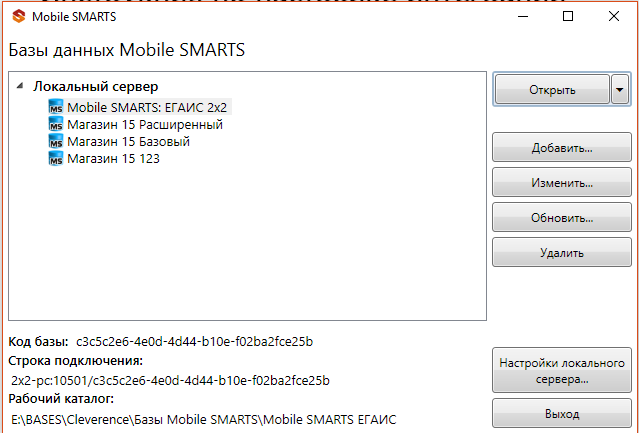 Mobile SMARTS
Базы данных Mobile SMARTS
Локальный сервер
Mobile SMARTS: ЕГАИС 2x2
Магазин 15 Расширенный
Магазин 15 Базовый
Магазин 15 123
Открыть
Добавить...
Изменить...
Обновить...
Удалить
Код базы: c3c5c2e6-4e0d-4d44-b10e-f02ba2fce25b
Строка подключения:
2x2-pc:10501/c3c5c2e6-4e0d-4d44-b10e-f02ba2fce25b
Рабочий каталог:
E:\BASES\Cleverence\Базы Mobile SMARTS\Mobile SMARTS ЕГАИС
Настройки локального
сервера...
Выход